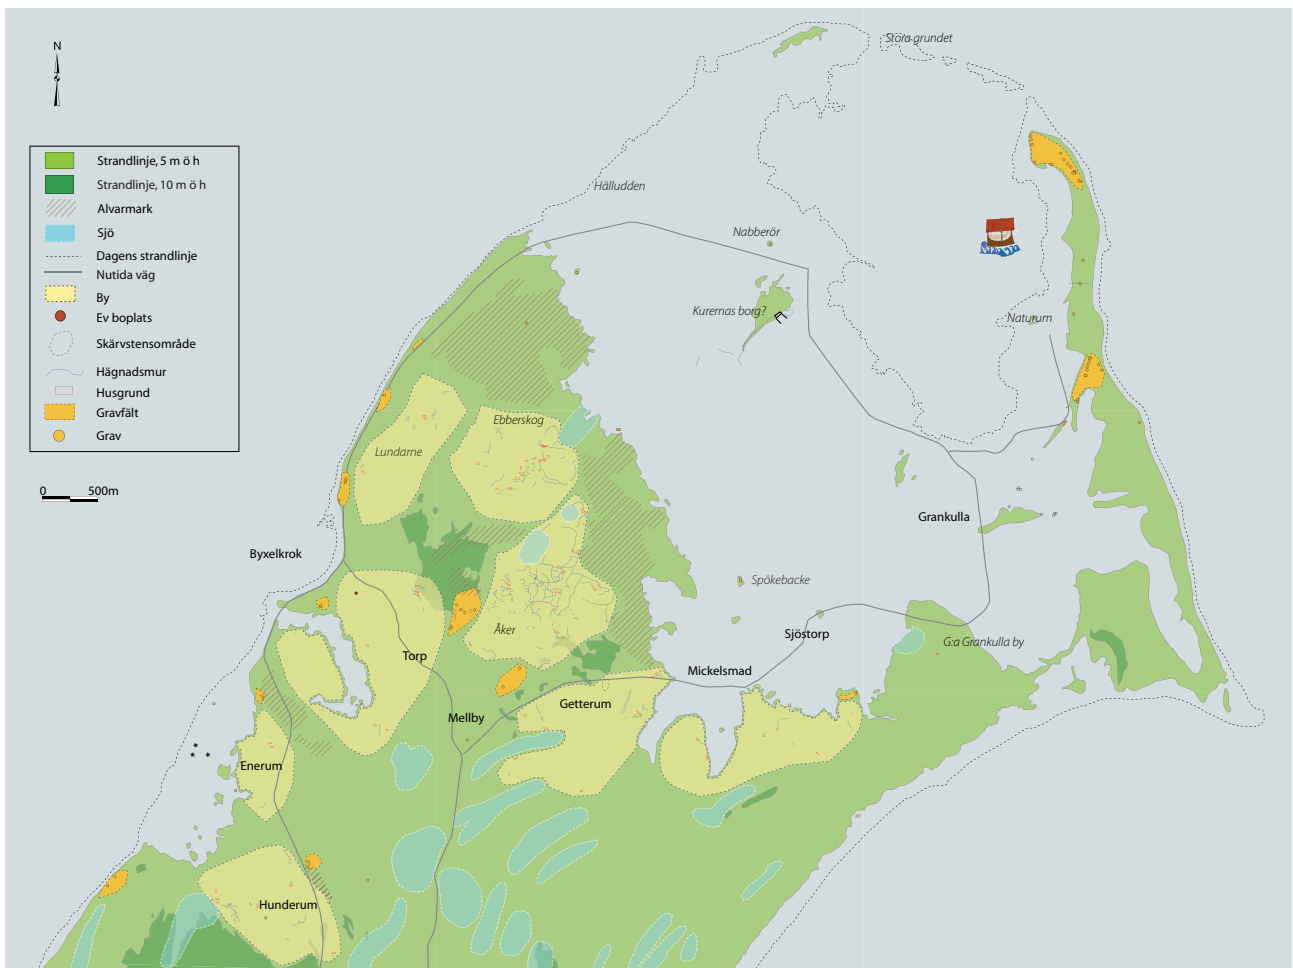 N
Strandlinje, 5 m ö h
Strandlinje, 10 m ö h
Alvarmark
Sjö
Dagens strandlinje
Nutida väg
By
Ev boplats
Skärvstensområde
Hägnadsmur
Husgrund
Gravfält
Grav
0 500m
Stora grundet
Hälludden
Nabberör
Kurernas borg?
Naturum
Ebberskog
Lundarne
Grankulla
Byxelkrok
Spökebacke
Åker
Sjöstorp
G:a Grankulla by
Torp
Mickelsmad
Getterum
Mellby
Enerum
Hunderum